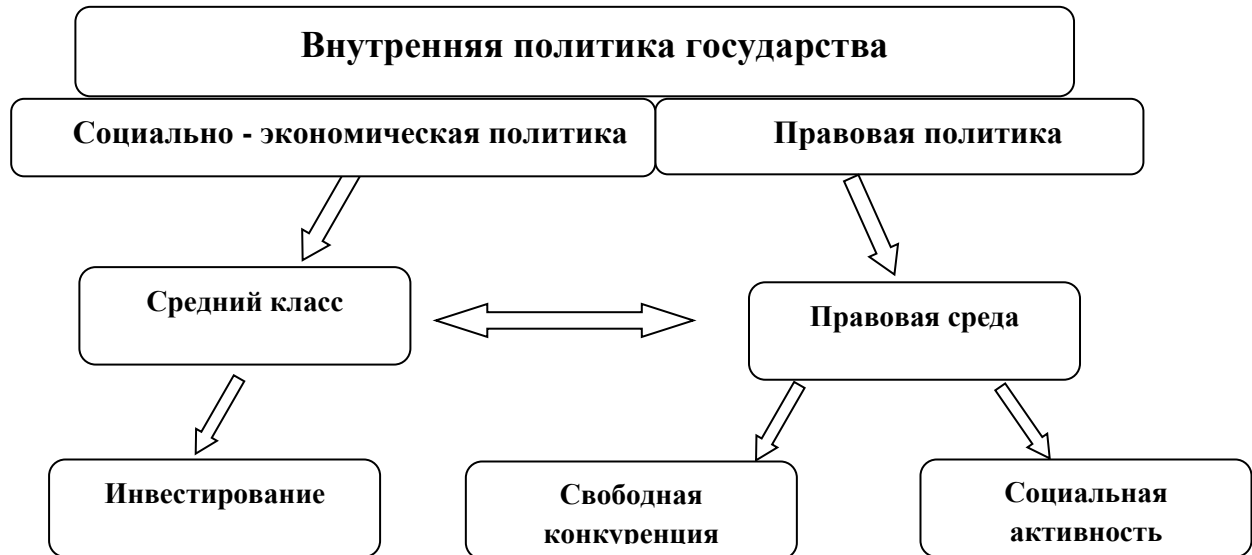 Внутренняя политика государства
Социально - экономическая политика
Правовая политика
Средний класс
Правовая среда
Инвестирование
Свободная
конкуренция
Социальная
активность